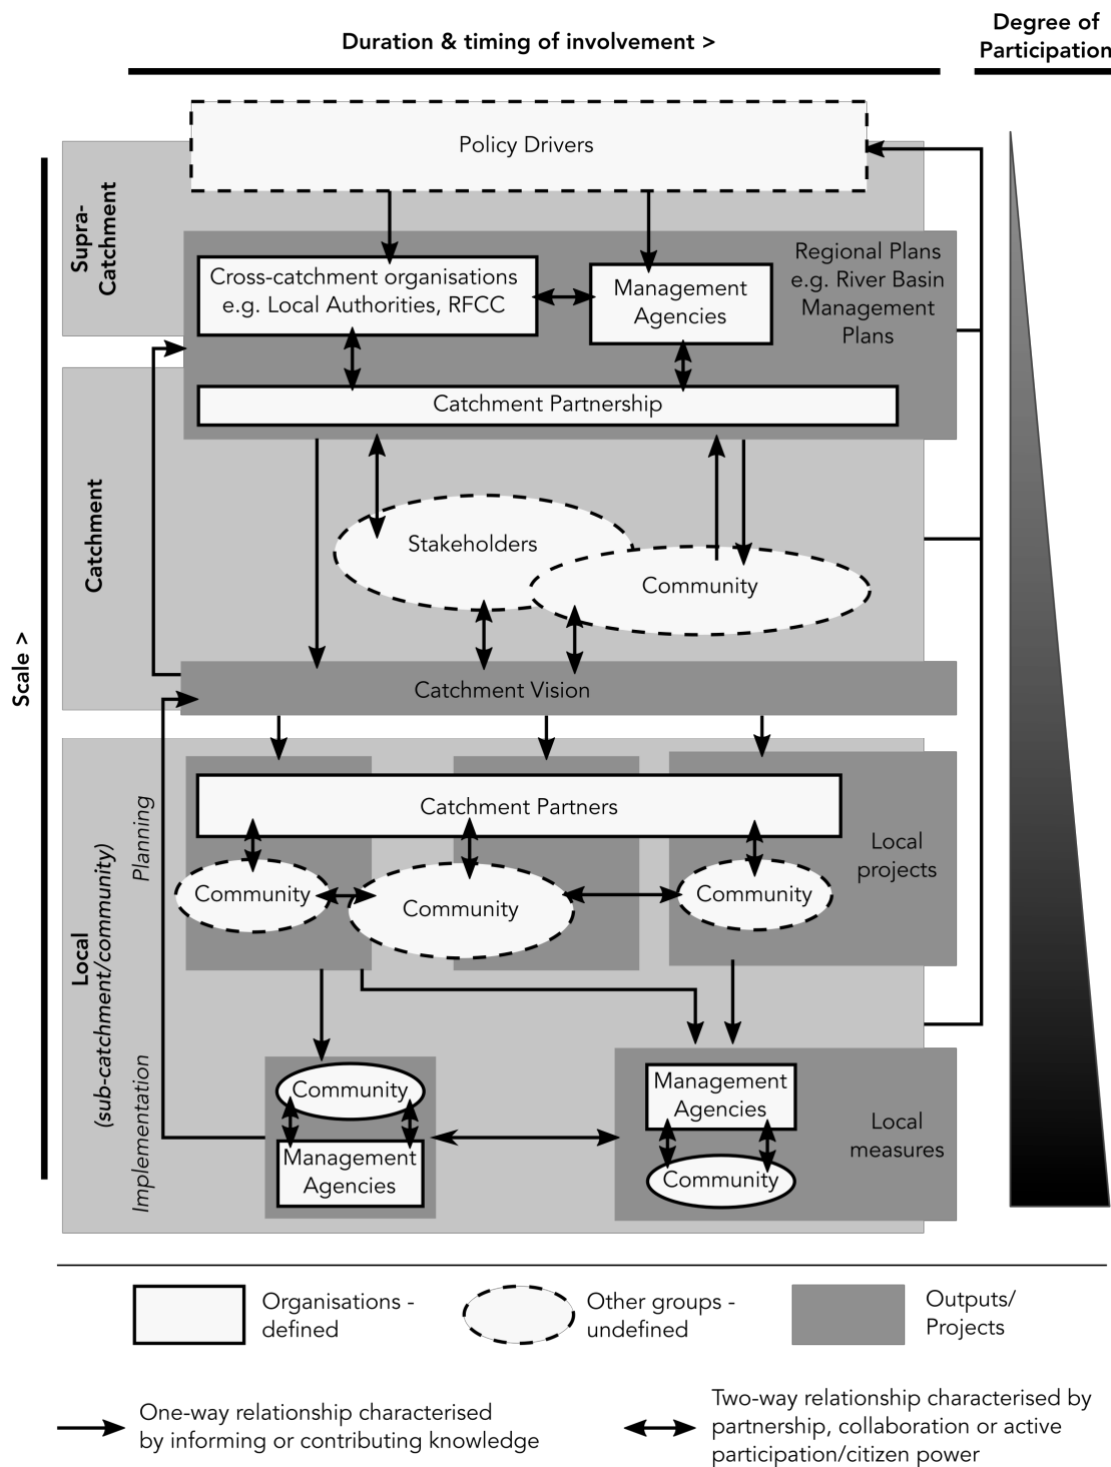 Duration & timing of involvement >
Degree of
Participation
Policy Drivers
Supra-
Catchment
Cross-catchment organisations
e.g. Local Authorities, RFCC
Management
Agencies
Regional Plans
e.g. River Basin
Management
Plans
Catchment Partnership
Catchment
Stakeholders
Community
Scale >
Catchment Vision
Local
(sub-catchment/community)
Planning
Catchment Partners
Community
Community
Community
Local
projects
Implementation
Community
Management
Agencies
Management
Agencies
Community
Local
measures
Organisations -
defined
Other groups -
undefined
Outputs/
Projects
One-way relationship characterised
by informing or contributing knowledge
Two-way relationship characterised by
partnership, collaboration or active
participation/citizen power